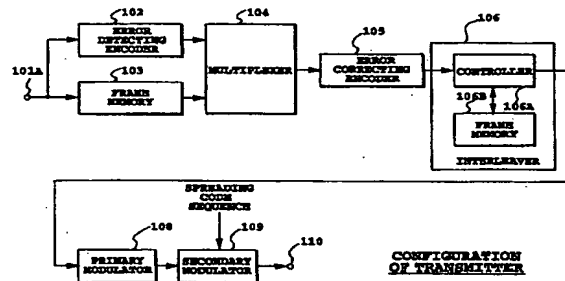 102
ERROR
DETECTING
ENCODER
104
101A
103
FRAME
MEMORY
MULTIPLEXER
105
ERROR
CORRECTING
ENCODER
106
CONTROLLER
106B
106A
FRAME
MEMORY
INTERLEAVER
SPREADING
CODE
SEQUENCE
108
109
110
PRIMARY
MODULATOR
SECONDARY
MODULATOR
CONFIGURATION
OF TRANSMITTER